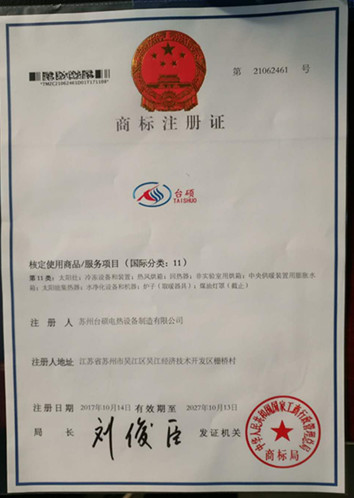 *TMZC21062461D01T171108*
第 21062461 号
商标注册证
台硕
TAISHUO
核定使用商品/服务项目（国际分类：11）
第11类：太阳灶；冷冻设备和装置；热风烘箱；回热器；非实验室用烘箱；中央供暖装置用膨胀水
箱；太阳能集热器；水净化设备和机器；炉子（取暖器具）；煤油灯罩（截止）
注册人 苏州台硕电热设备制造有限公司
注册人地址 江苏省苏州市吴江区吴江经济技术开发区栅桥村
注册日期 2017年10月14日 有效期至 2027年10月13日
局长 刘俊臣 发证机关
中华人民共和国国家工商行政管理总局
商标局